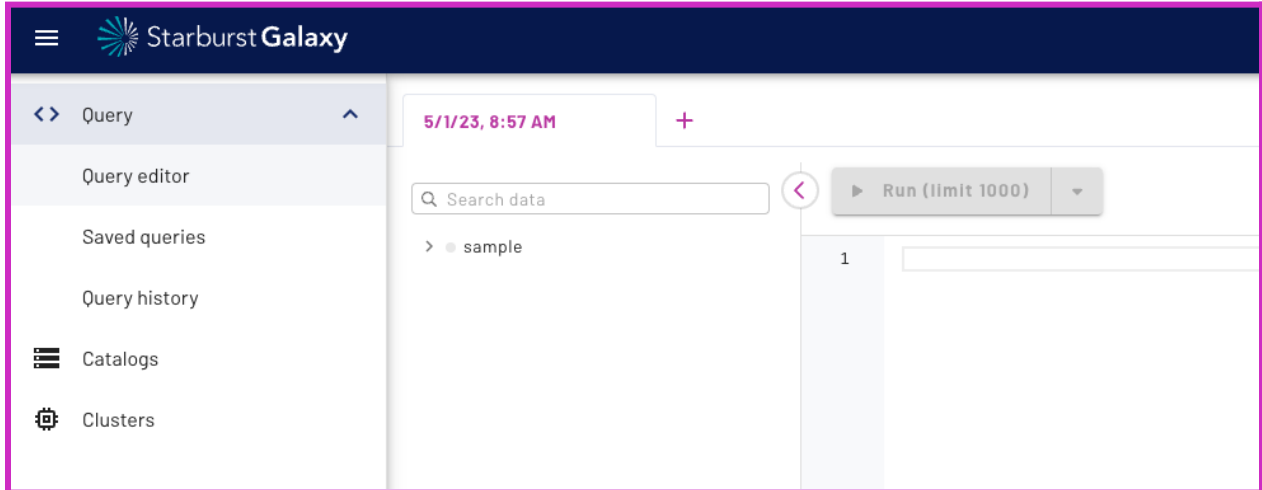 Starburst Galaxy
Query
Query editor
Saved queries
Query history
Catalogs
Clusters
5/1/23, 8:57 AM
+
Search data
sample
Run (limit 1000)
1